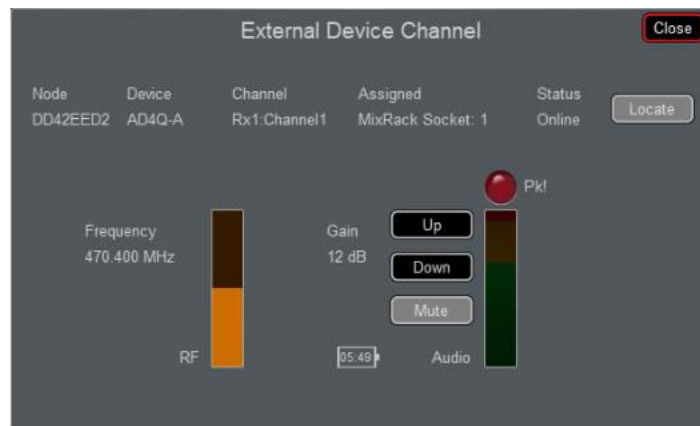 External Device Channel
Close
Node Device Channel Assigned Status
DD42EED2 AD4Q-A Rx1:Channel1 MixRack Socket: 1 Online
Locate
Pk!
Frequency
470.400 MHz
Gain
12 dB
Up
Down
Mute
RF
05:49
Audio